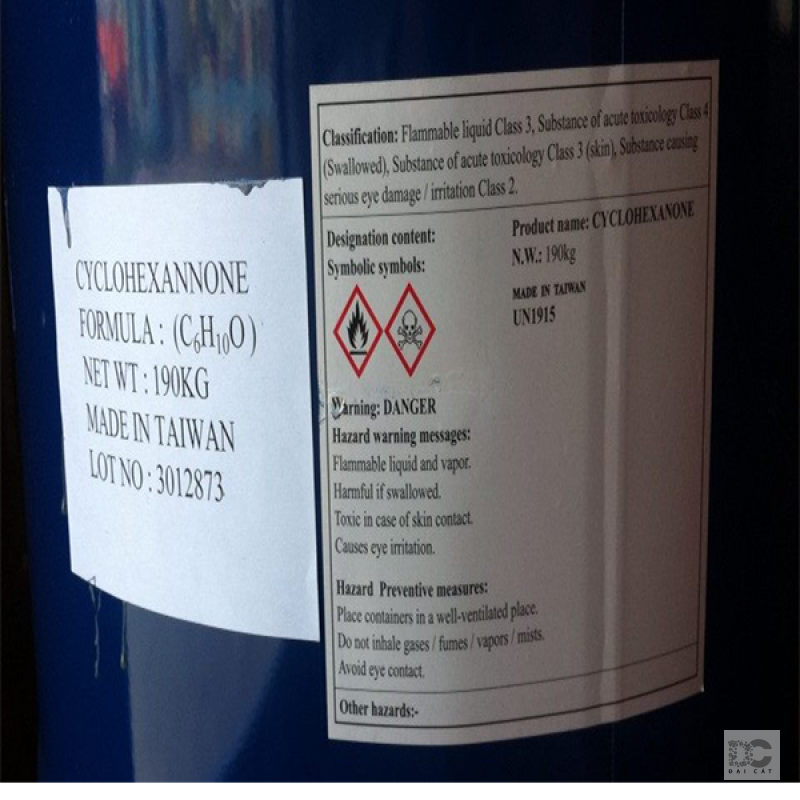 CYCLOHEXANNONE
FORMULA : (C₆H₁₀O)
NET WT : 190KG
MADE IN TAIWAN
LOT NO : 3012873
Classification: Flammable liquid Class 3, Substance of acute toxicology Class 4
(Swallowed), Substance of acute toxicology Class 3 (skin), Substance causing
serious eye damage / irritation Class 2.
Designation content:
Symbolic symbols:
Product name: CYCLOHEXANONE
N.W.: 190kg
MADE IN TAIWAN
UN1915
Warning: DANGER
Hazard warning messages:
Flammable liquid and vapor.
Harmful if swallowed.
Toxic in case of skin contact.
Causes eye irritation.
Hazard Preventive measures:
Place containers in a well-ventilated place.
Do not inhale gases / fumes / vapors / mists.
Avoid eye contact.
Other hazards:-
DC
DAI CAT